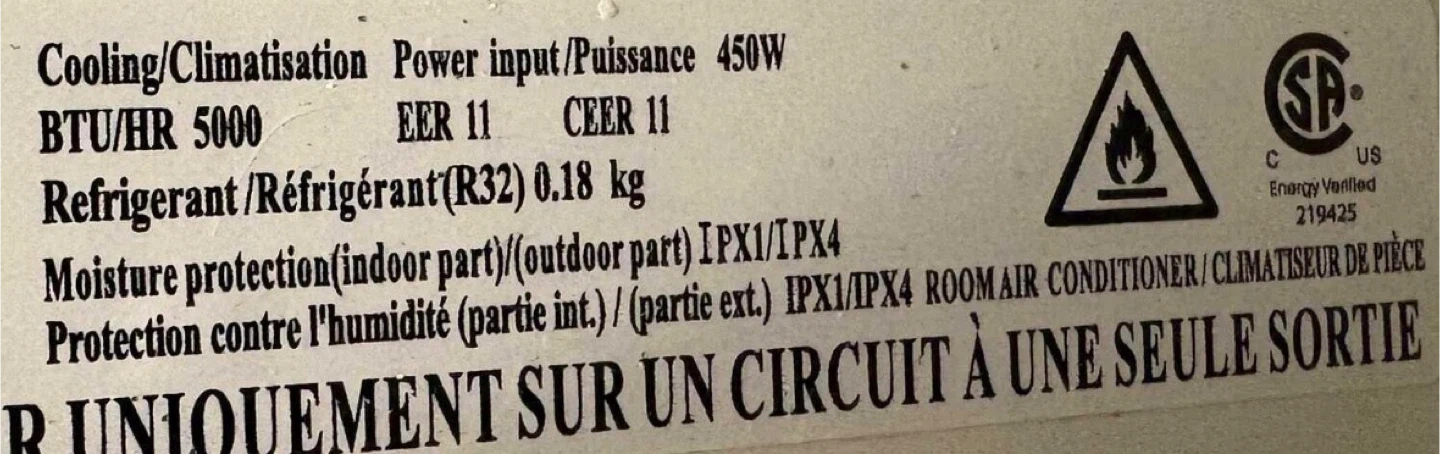 Cooling/Climatisation Power input/Puissance 450W
BTU/HR 5000 EER 11 CEER 11
Refrigerant/Réfrigérant(R32) 0.18 kg
Moisture protection(indoor part)/(outdoor part) IPX1/IPX4
Protection contre l'humidité (partie int.) / (partie ext.) IPX1/IPX4 ROOM AIR CONDITIONER / CLIMATISEUR DE PIÈCE
R UNIQUEMENT SUR UN CIRCUIT À UNE SEULE SORTIE
CSA®
C US
Energy Verified
219425